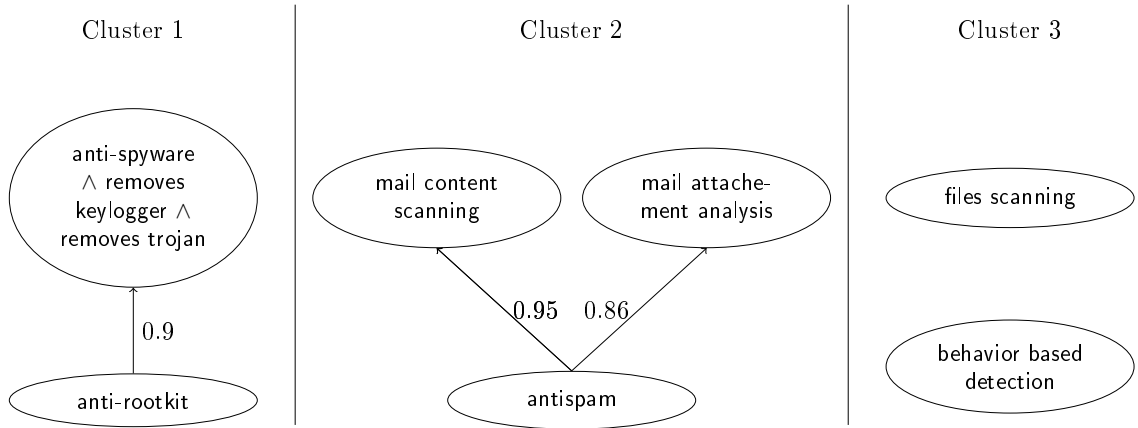 Cluster 1
Cluster 2
Cluster 3
anti-spyware
∧ removes
keylogger ∧
removes trojan
0.9
anti-rootkit
mail content
scanning
mail attache-
ment analysis
0.95
0.86
antispam
files scanning
behavior based
detection